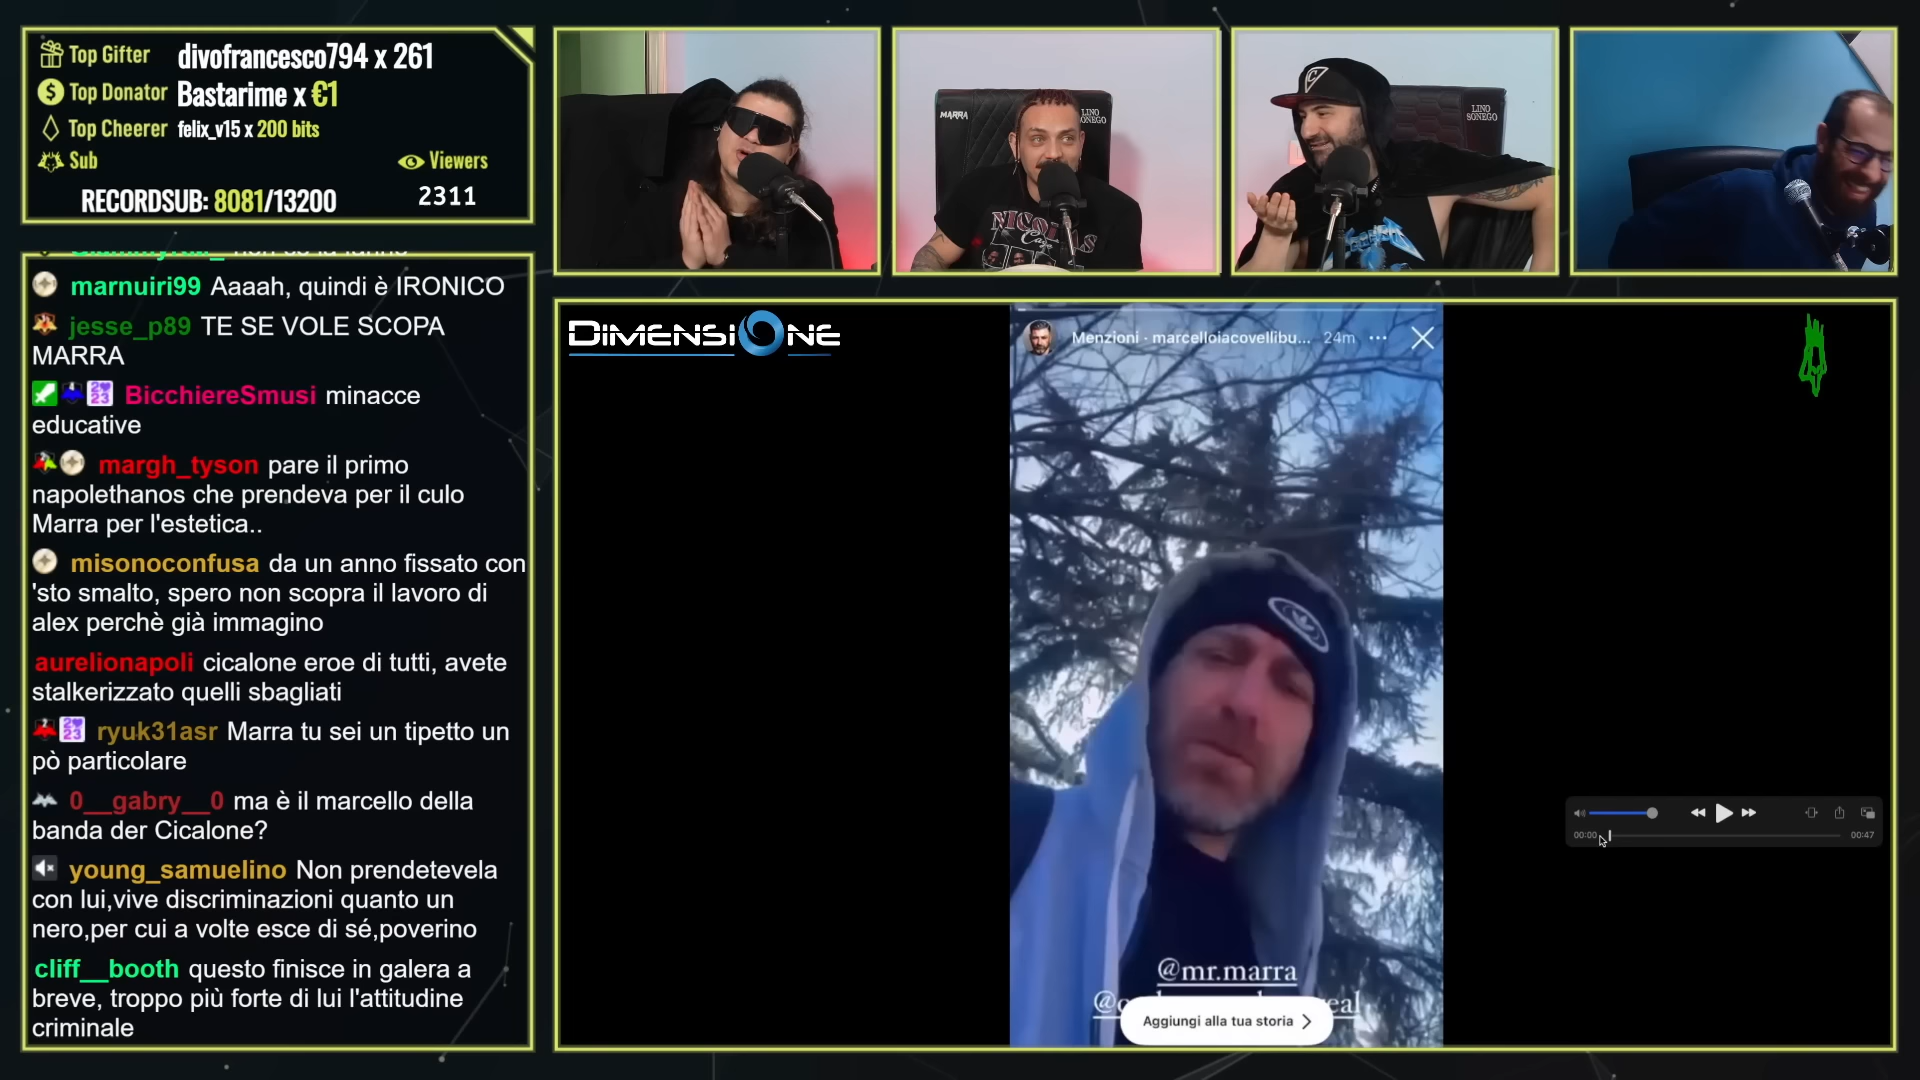 Top Gifter divofrancesco794 x 261
Top Donator Bastarime x €1
Top Cheerer felix_v15 x 200 bits
Sub
Viewers
RECORDSUB: 8081/13200
2311
marnuiri99 Aaaah, quindi è IRONICO
jesse_p89 TE SE VOLE SCOPA
MARRA
BicchiereSmusi minacce
educative
margh_tyson pare il primo
napolethanos che prendeva per il culo
Marra per l'estetica..
misonoconfusa da un anno fissato con
'sto smalto, spero non scopra il lavoro di
alex perchè già immagino
aurelionapoli cicalone eroe di tutti, avete
stalkerizzato quelli sbagliati
ryuk31asr Marra tu sei un tipetto un
pò particolare
0__gabry__0 ma è il marcello della
banda der Cicalone?
young_samuelino Non prendetevela
con lui,vive discriminazioni quanto un
nero,per cui a volte esce di sé,poverino
cliff__booth questo finisce in galera a
breve, troppo più forte di lui l'attitudine
criminale
MARRA
LINO
SONEGO
NICOLAS
Cage
LINO
SONEGO
DIMENSIONE
Menzioni · marcelloiacovellibu... 24m
@mr.marra
Aggiungi alla tua storia
00:00
00:47